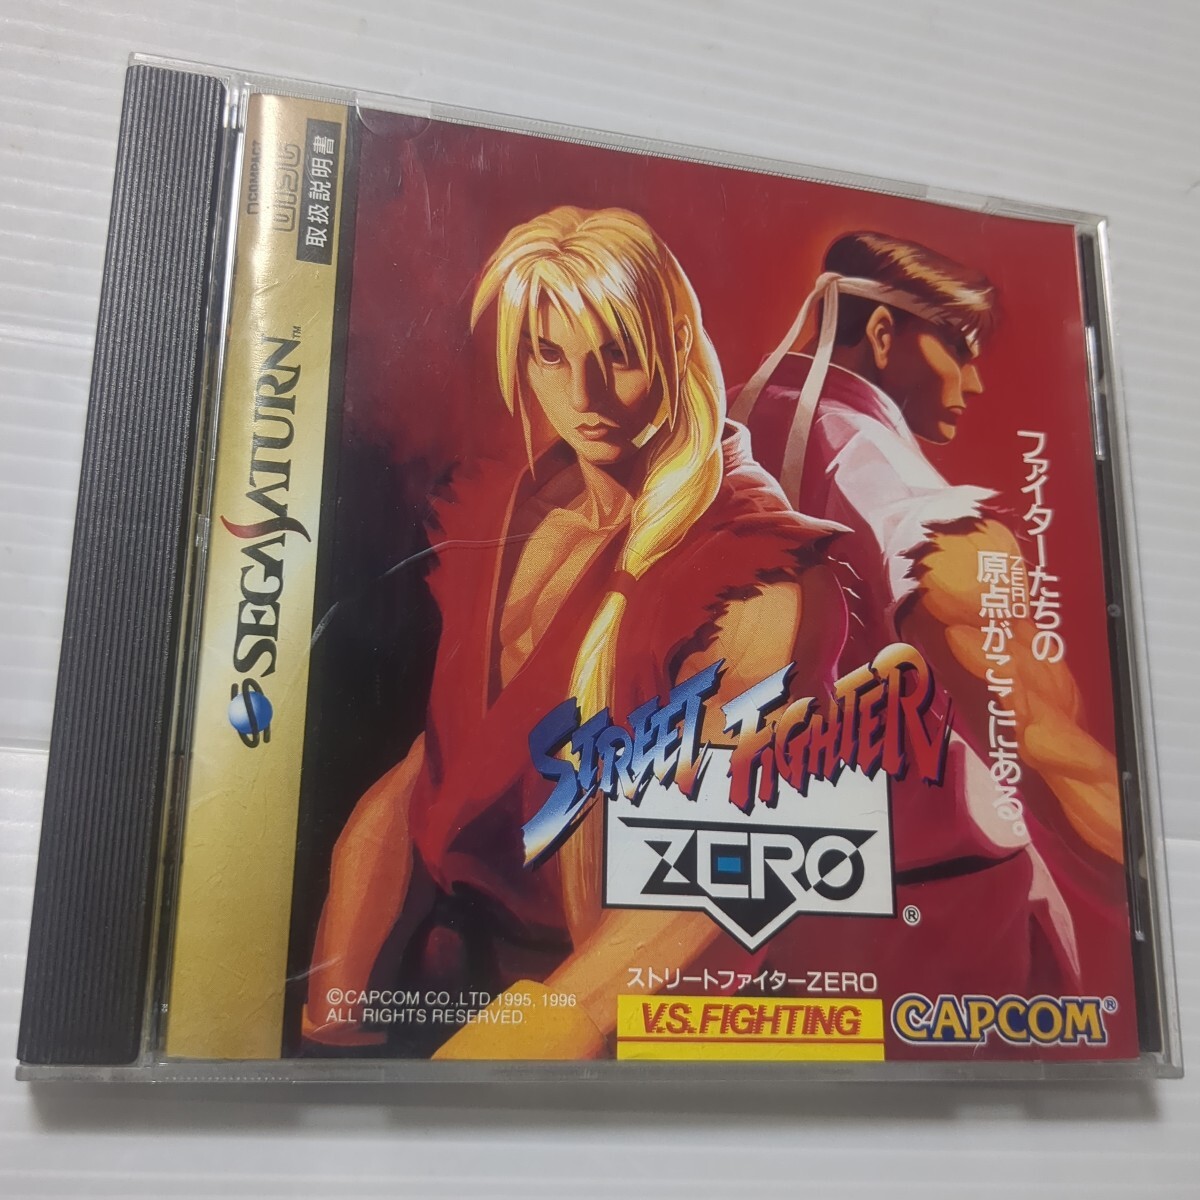 COMPACT
DISC
取扱説明書
SEGA SATURN™
ファイターたちの
原点がここにある。
ZERO
STREET FIGHTER
ZERO
®
ストリートファイターZERO
©CAPCOM CO.,LTD.1995, 1996
ALL RIGHTS RESERVED.
V.S. FIGHTING
CAPCOM®